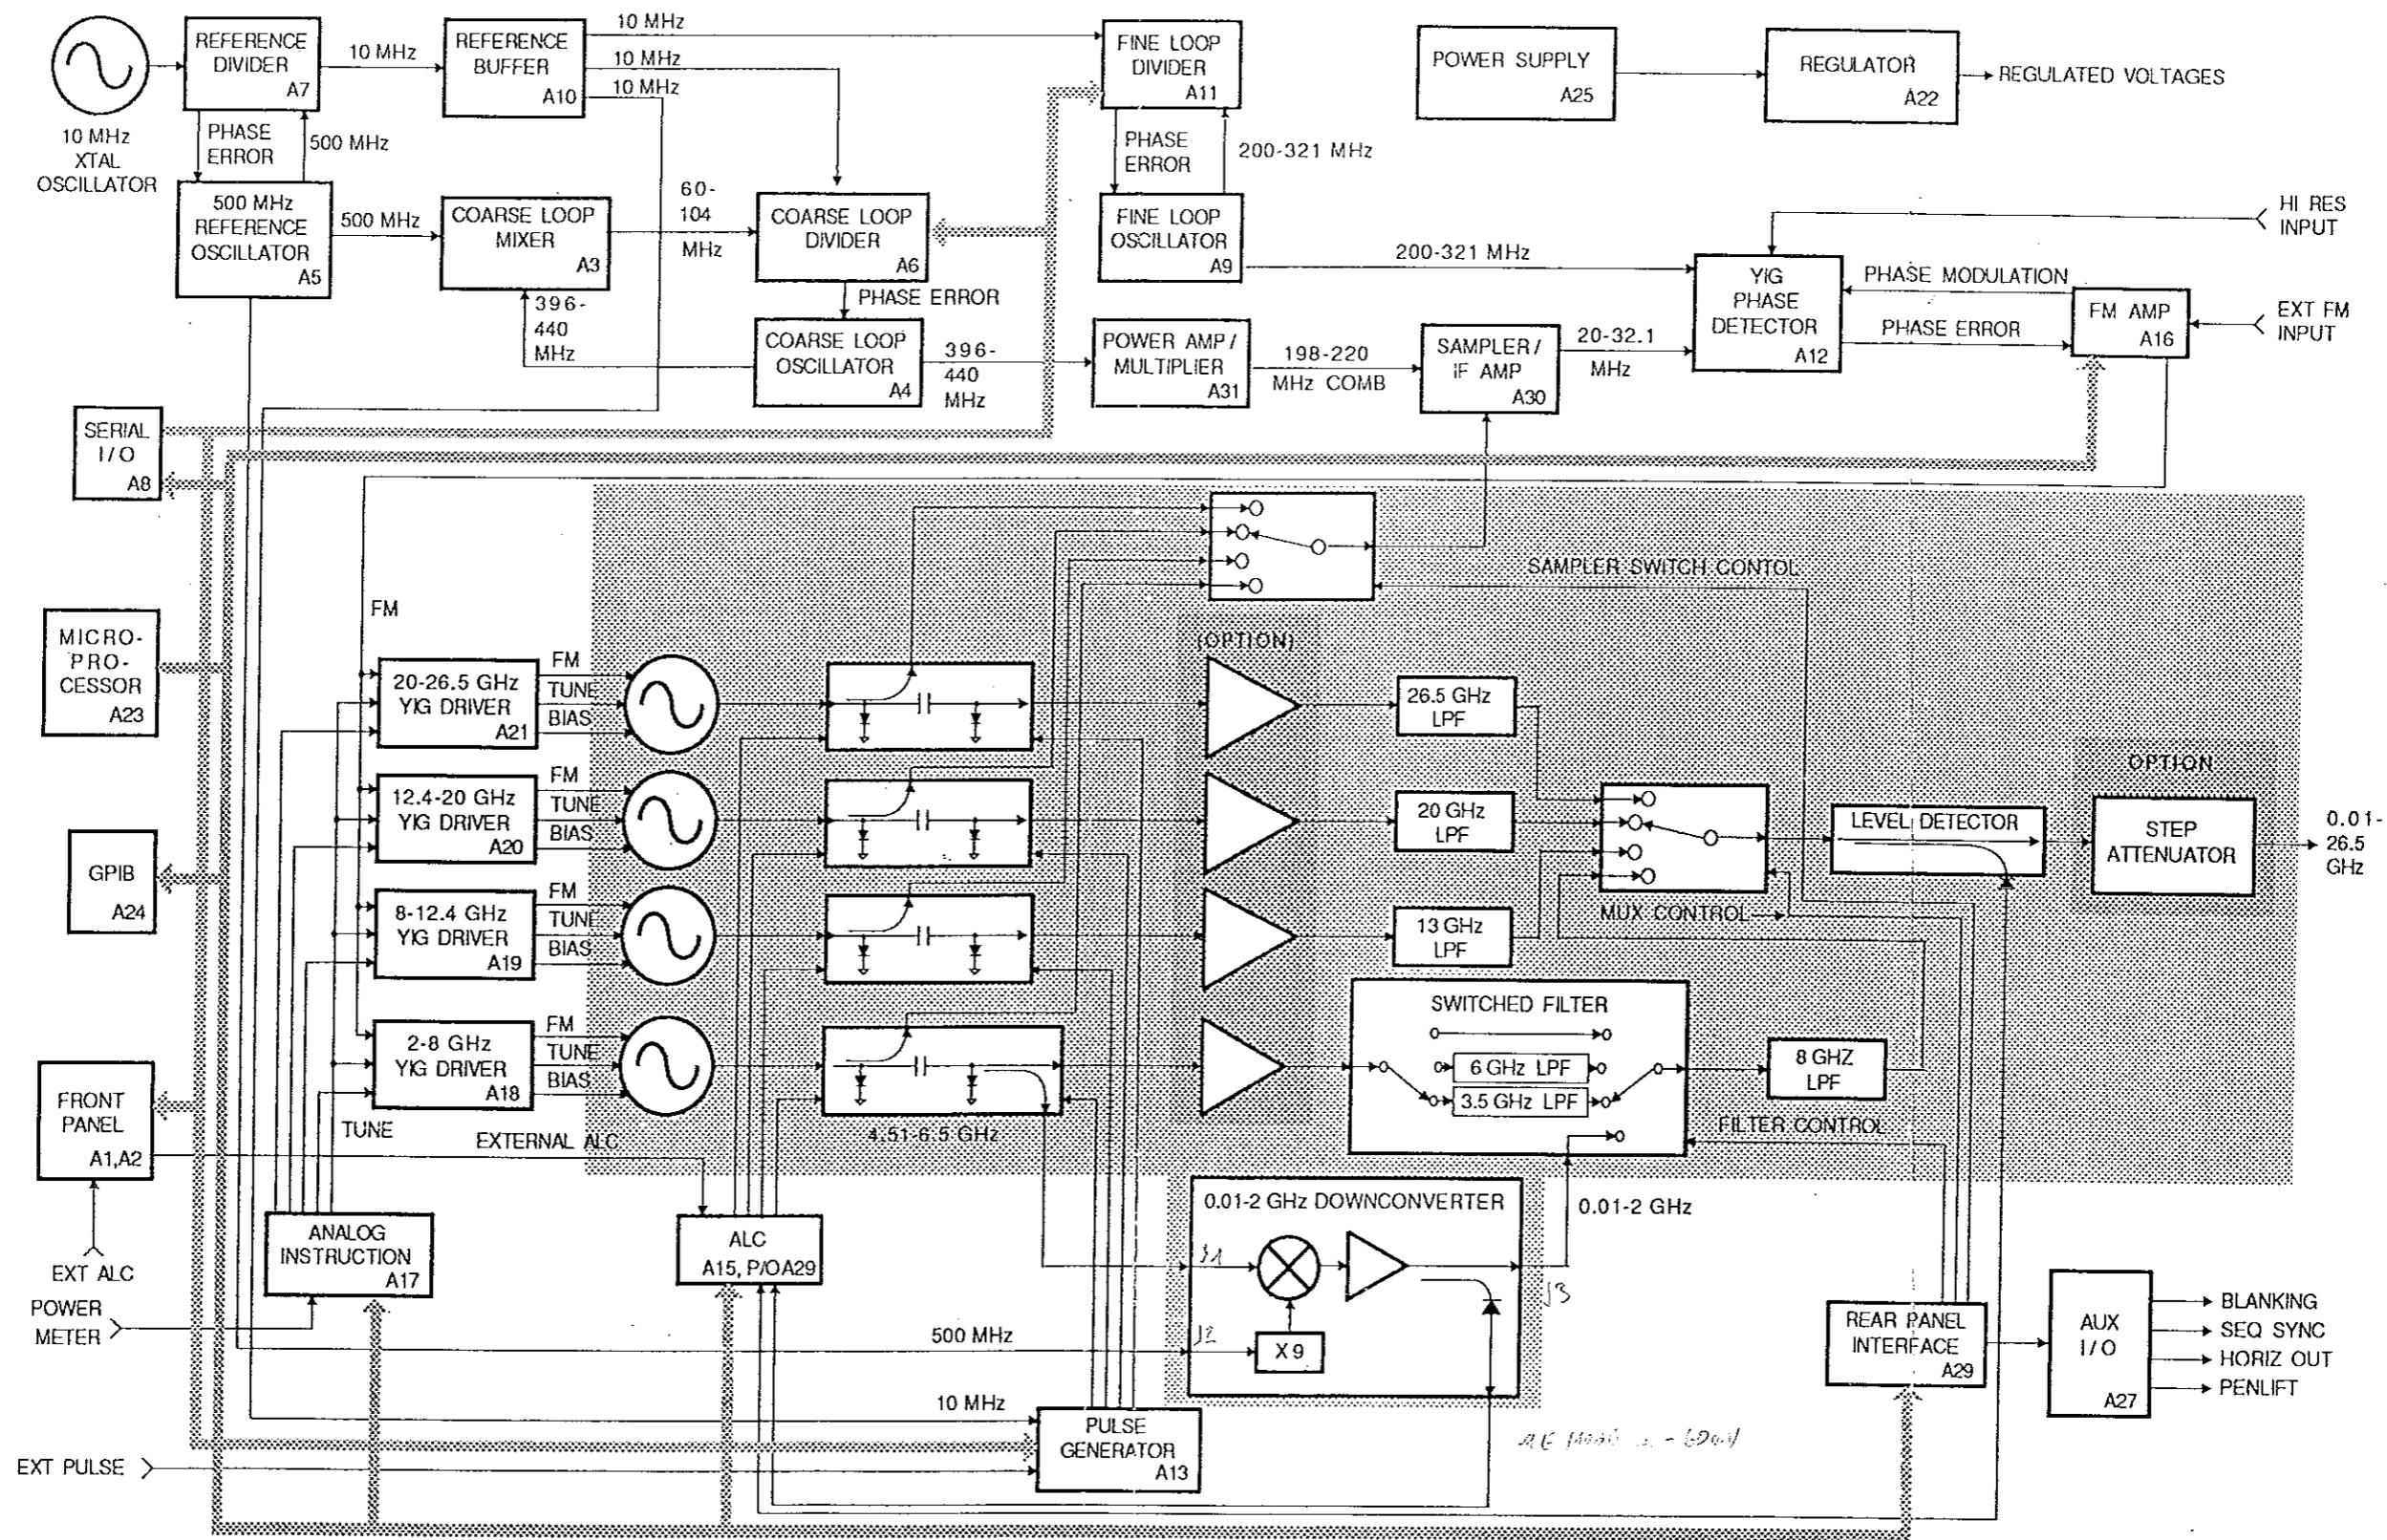 10 MHz
XTAL
OSCILLATOR
REFERENCE
DIVIDER
A7
10 MHz
REFERENCE
BUFFER
A10
10 MHz
10 MHz
10 MHz
FINE LOOP
DIVIDER
A11
POWER SUPPLY
A25
REGULATOR
A22
REGULATED VOLTAGES
PHASE
ERROR
500 MHz
PHASE
ERROR
200-321 MHz
500 MHz
REFERENCE
OSCILLATOR
A5
500 MHz
COARSE LOOP
MIXER
A3
60-
104
MHz
COARSE LOOP
DIVIDER
A6
FINE LOOP
OSCILLATOR
A9
200-321 MHz
HI RES
INPUT
YIG
PHASE
DETECTOR
A12
PHASE MODULATION
PHASE ERROR
FM AMP
A16
EXT FM
INPUT
396-
440
MHz
PHASE ERROR
COARSE LOOP
OSCILLATOR
A4
396-
440
MHz
POWER AMP/
MULTIPLIER
A31
198-220
MHz COMB
SAMPLER/
IF AMP
A30
20-32.1
MHz
SERIAL
I/O
A8
SAMPLER SWITCH CONTOL
FM
MICRO-
PRO-
CESSOR
A23
(OPTION)
20-26.5 GHz
YIG DRIVER
A21
FM
TUNE
BIAS
26.5 GHz
LPF
12.4-20 GHz
YIG DRIVER
A20
FM
TUNE
BIAS
20 GHz
LPF
OPTION
LEVEL DETECTOR
STEP
ATTENUATOR
0.01-
26.5
GHz
GPIB
A24
8-12.4 GHz
YIG DRIVER
A19
FM
TUNE
BIAS
13 GHz
LPF
MUX CONTROL
2-8 GHz
YIG DRIVER
A18
FM
TUNE
BIAS
SWITCHED FILTER
6 GHz LPF
3.5 GHz LPF
8 GHZ
LPF
FILTER CONTROL
FRONT
PANEL
A1,A2
TUNE
EXTERNAL ALC
4.51-6.5 GHz
EXT ALC
POWER
METER
ANALOG
INSTRUCTION
A17
ALC
A15, P/OA29
0.01-2 GHz DOWNCONVERTER
0.01-2 GHz
J1
J2
J3
X9
500 MHz
10 MHz
EXT PULSE
PULSE
GENERATOR
A13
REAR PANEL
INTERFACE
A29
AUX
I/O
A27
BLANKING
SEQ SYNC
HORIZ OUT
PENLIFT